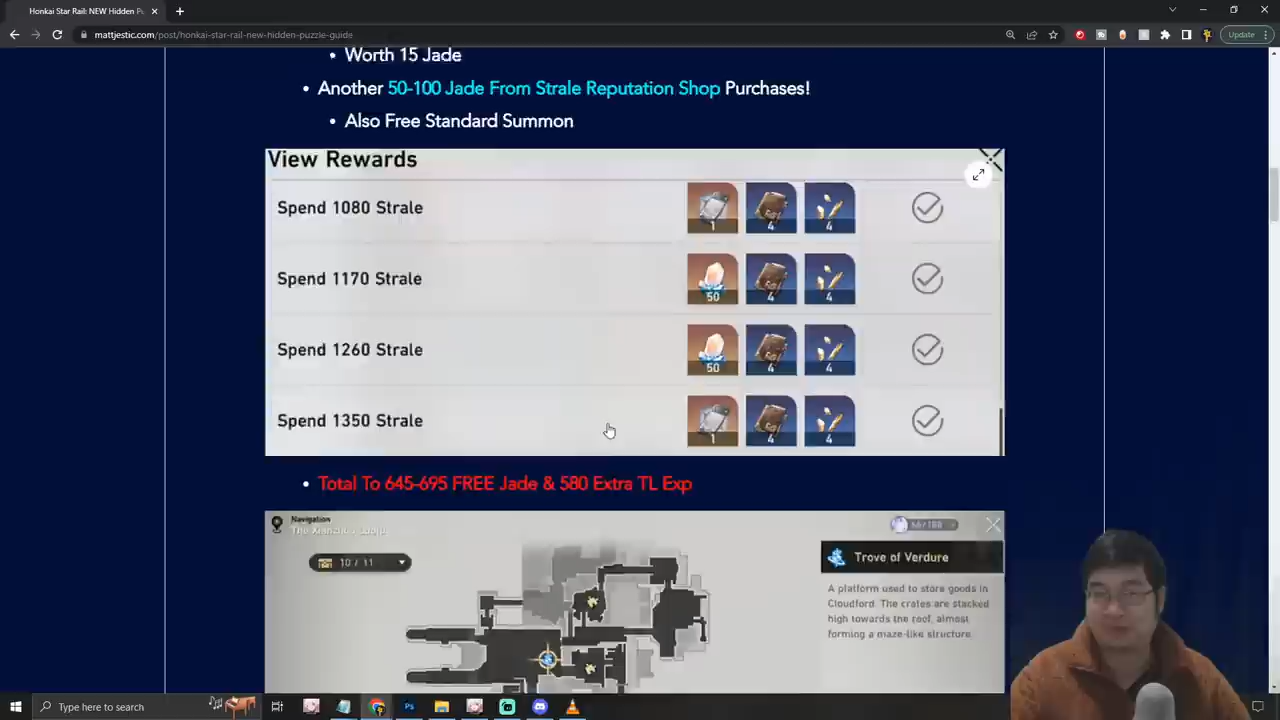 Honkai Star Rail: NEW Hidden Pu
mattjestic.com/post/honkai-star-rail-new-hidden-puzzle-guide
Update
• Worth 15 Jade
• Another 50-100 Jade From Strale Reputation Shop Purchases!
• Also Free Standard Summon
View Rewards
Spend 1080 Strale
1 4 4
Spend 1170 Strale
50 4 4
Spend 1260 Strale
50 4 4
Spend 1350 Strale
1 4 4
• Total To 645-695 FREE Jade & 580 Extra TL Exp
Navigation
The Xianzhou Luofu
10 / 11
Trove of Verdure
A platform used to store goods in
Cloudford. The crates are stacked
high towards the roof, almost
forming a maze-like structure.
Type here to search